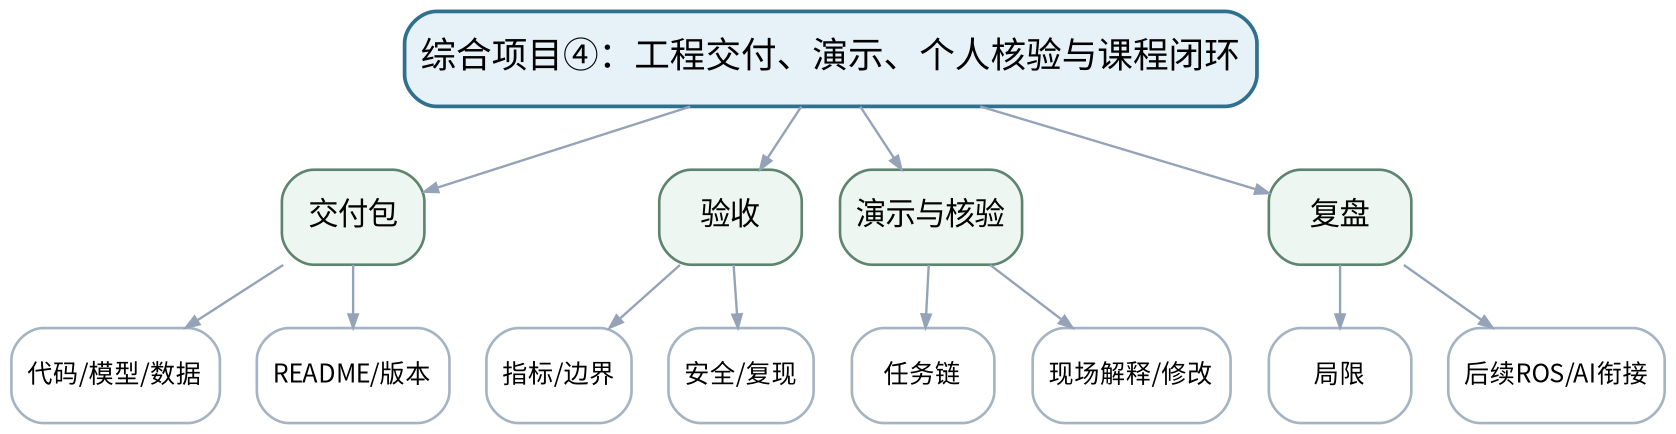 综合项目④：工程交付、演示、个人核验与课程闭环
交付包
验收
演示与核验
复盘
代码/模型/数据
README/版本
指标/边界
安全/复现
任务链
现场解释/修改
局限
后续ROS/AI衔接